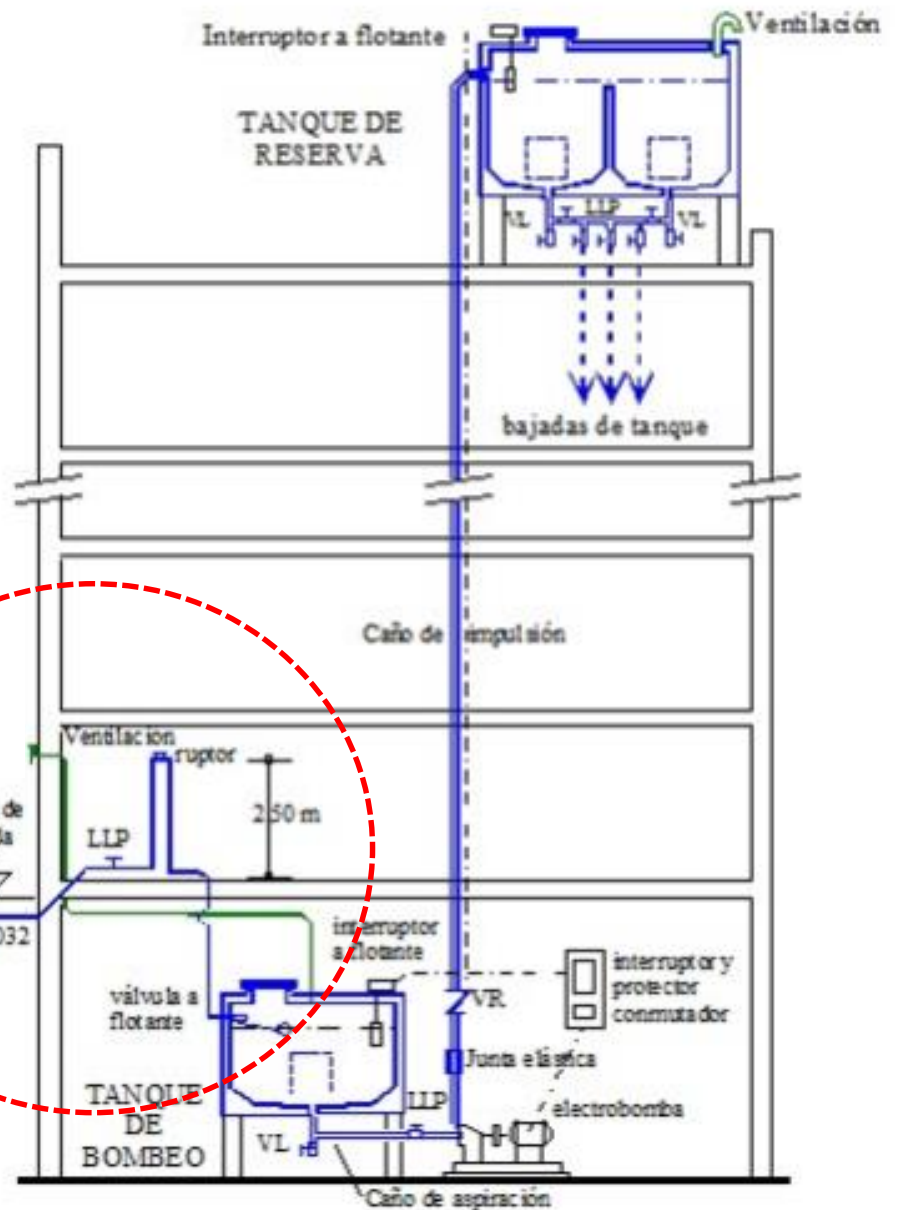 Interruptor a flotante
Ventilación
TANQUE DE
RESERVA
VL
LLP
VL
bajadas de tanque
Caño de impulsión
Ventilacion
ruptor
2,50 m
de
LLP
032
interruptor
a flotante
interruptor y
protector
conmutador
válvula a
flotante
VR
Junta elástica
TANQUE
DE
BOMBEO
LLP
electrobomba
VL
Caño de aspiración